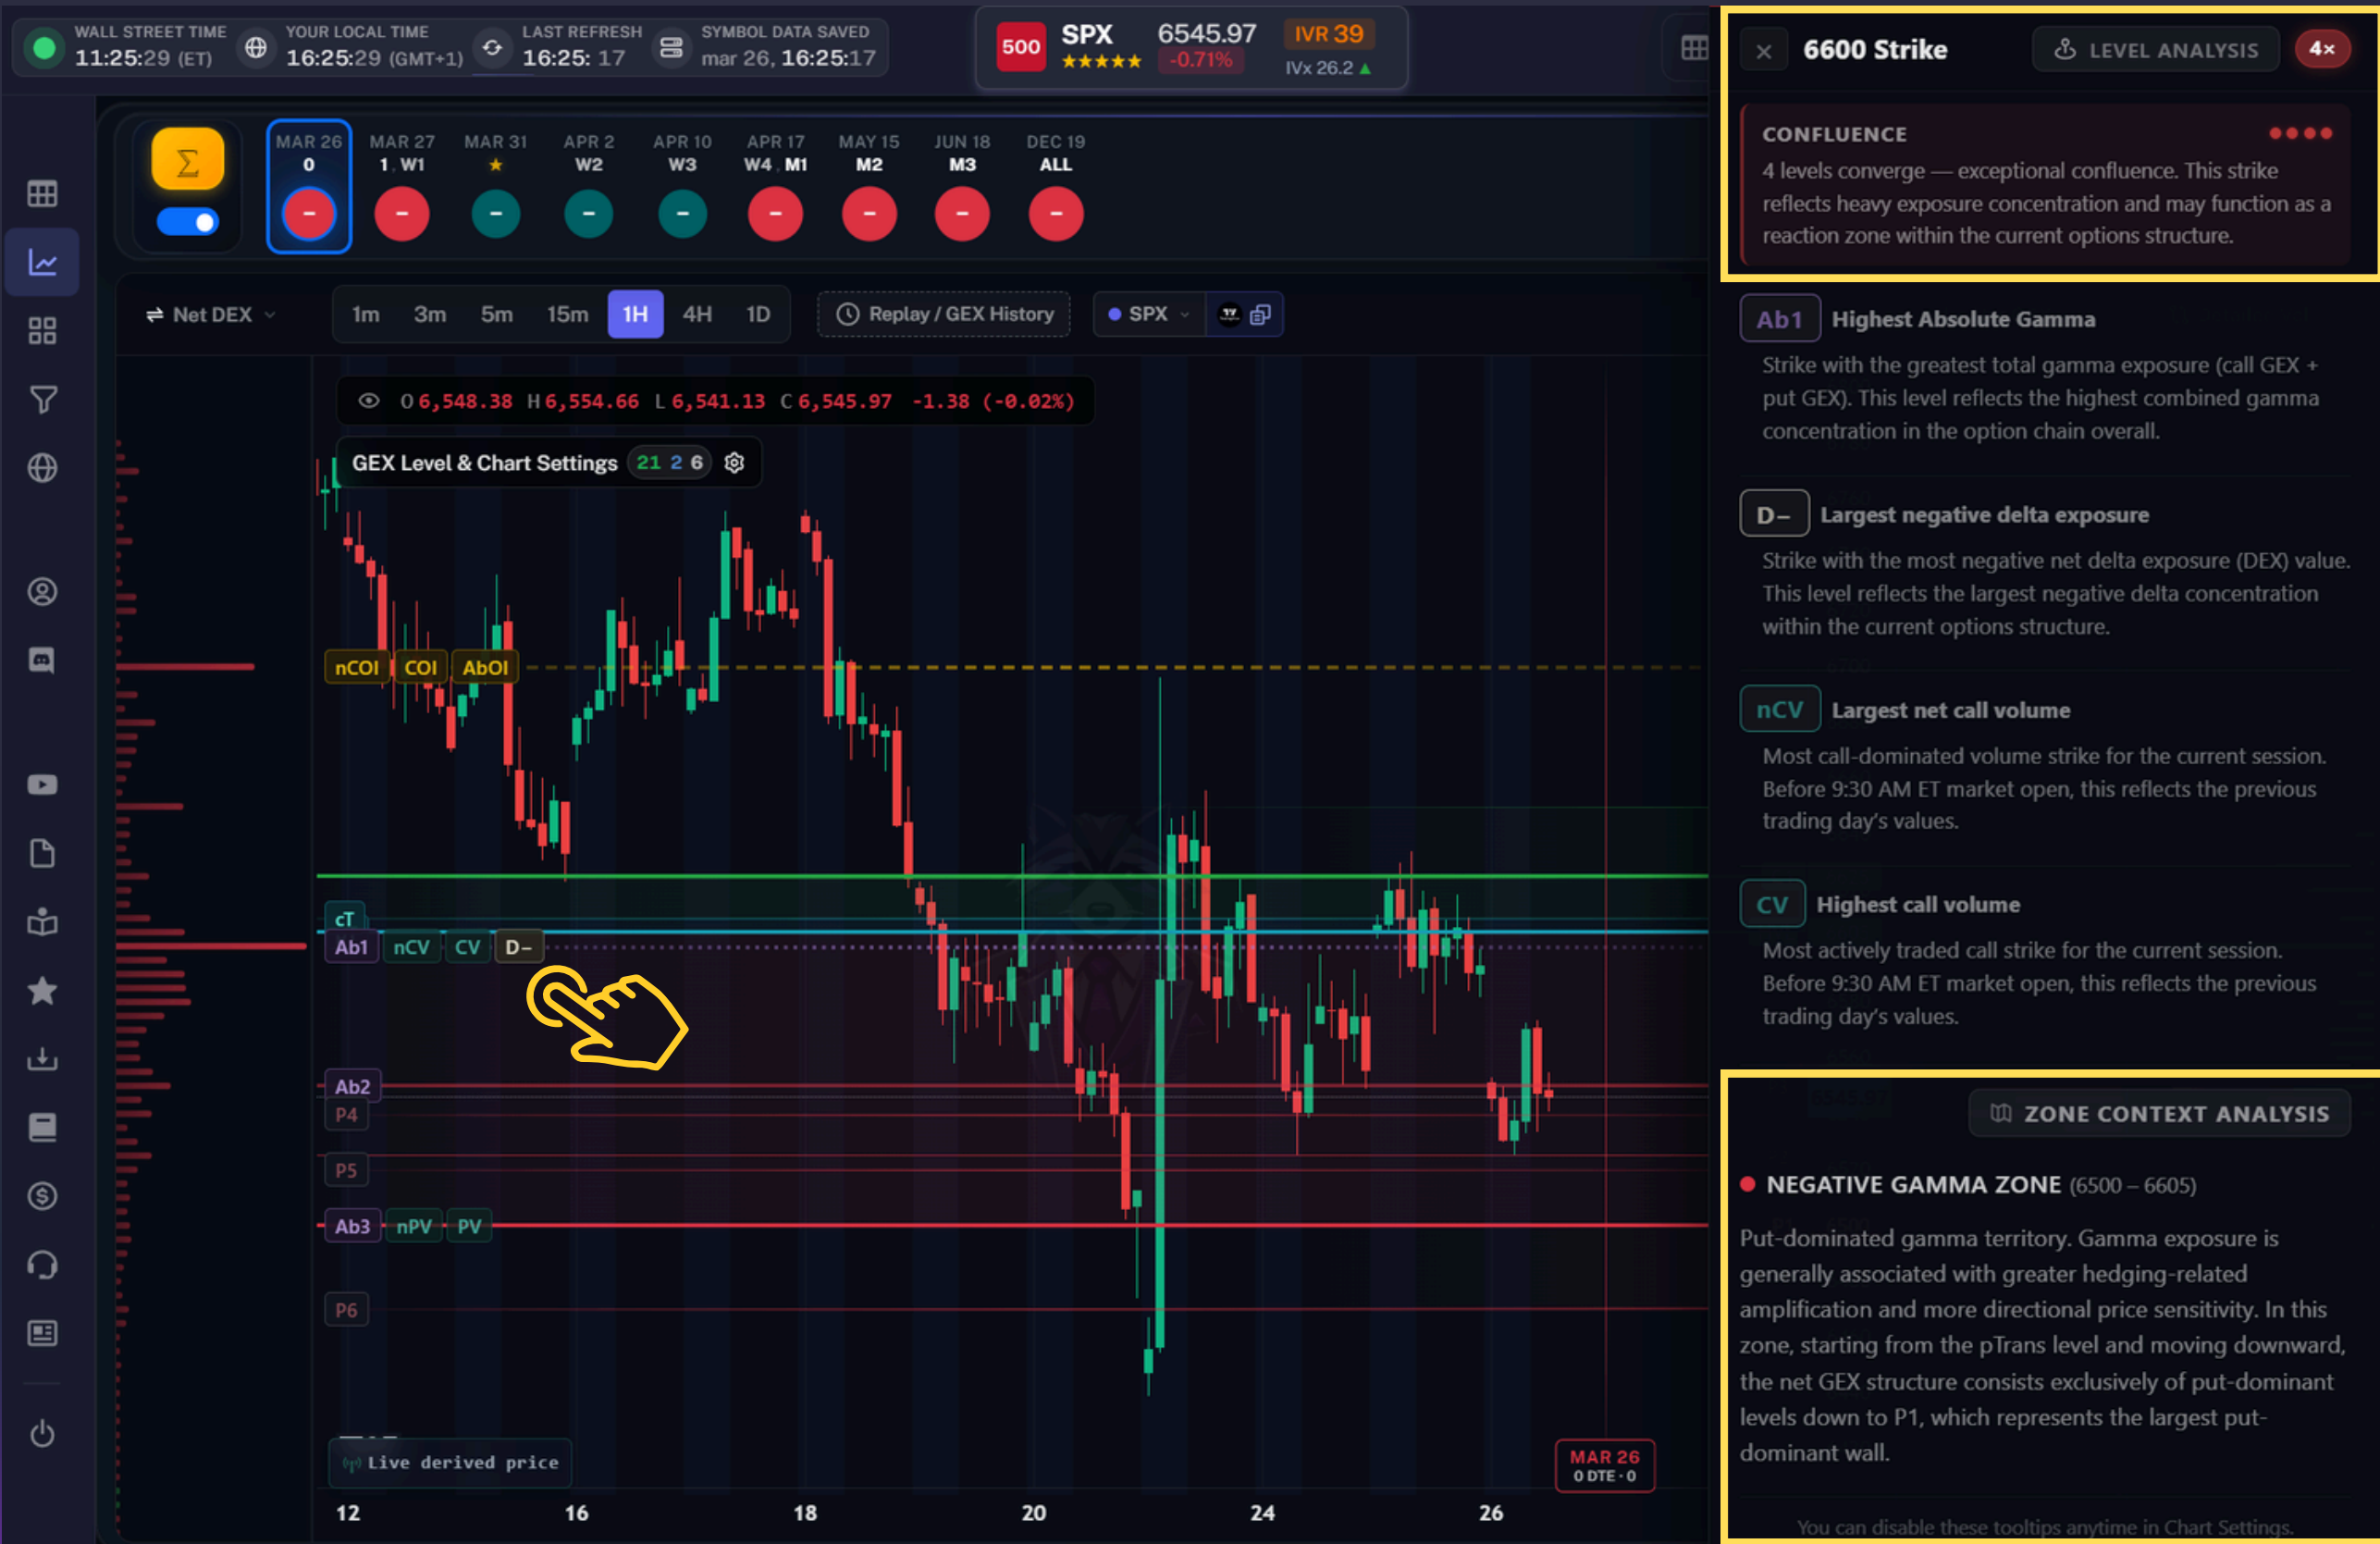 WALL STREET TIME
11:25:29 (ET)
YOUR LOCAL TIME
16:25:29 (GMT+1)
LAST REFRESH
16:25: 17
SYMBOL DATA SAVED
mar 26, 16:25:17
500
SPX
★★★★★
6545.97
-0.71%
IVR 39
IVx 26.2 ▲
Σ
MAR 26
0
MAR 27
1 W1
MAR 31
★
APR 2
W2
APR 10
W3
APR 17
W4 M1
MAY 15
M2
JUN 18
M3
DEC 19
ALL
Net DEX
1m 3m 5m 15m 1H 4H 1D
Replay / GEX History
SPX
O 6,548.38 H 6,554.66 L 6,541.13 C 6,545.97 -1.38 (-0.02%)
GEX Level & Chart Settings 21 2 6
nCOI COI AbOI
cT
Ab1 nCV CV D–
Ab2
P4
P5
Ab3 nPV PV
P6
Live derived price
MAR 26
0 DTE · 0
12 16 18 20 24 26
× 6600 Strike
LEVEL ANALYSIS
4×
CONFLUENCE
4 levels converge — exceptional confluence. This strike
reflects heavy exposure concentration and may function as a
reaction zone within the current options structure.
Ab1 Highest Absolute Gamma
Strike with the greatest total gamma exposure (call GEX +
put GEX). This level reflects the highest combined gamma
concentration in the option chain overall.
D– Largest negative delta exposure
Strike with the most negative net delta exposure (DEX) value.
This level reflects the largest negative delta concentration
within the current options structure.
nCV Largest net call volume
Most call-dominated volume strike for the current session.
Before 9:30 AM ET market open, this reflects the previous
trading day's values.
CV Highest call volume
Most actively traded call strike for the current session.
Before 9:30 AM ET market open, this reflects the previous
trading day's values.
ZONE CONTEXT ANALYSIS
NEGATIVE GAMMA ZONE (6500 – 6605)
Put-dominated gamma territory. Gamma exposure is
generally associated with greater hedging-related
amplification and more directional price sensitivity. In this
zone, starting from the pTrans level and moving downward,
the net GEX structure consists exclusively of put-dominant
levels down to P1, which represents the largest put-
dominant wall.
You can disable these tooltips anytime in Chart Settings.